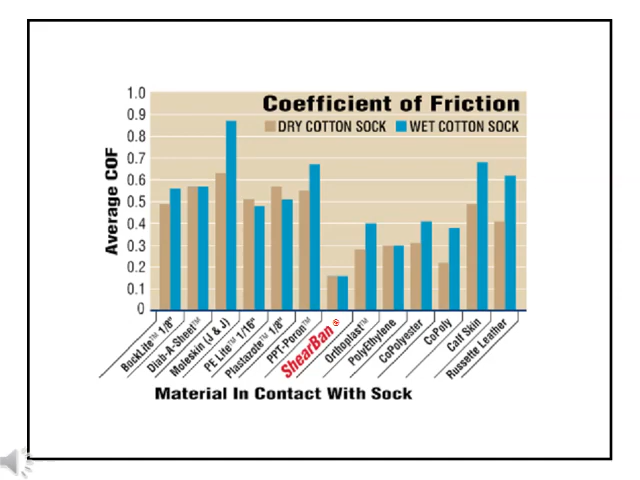 Coefficient of Friction
DRY COTTON SOCK WET COTTON SOCK
Average COF
1.0
0.9
0.8
0.7
0.6
0.5
0.4
0.3
0.2
0.1
0
BockLite™ 1/8"
Diab-A-Sheet™
Moleskin (J & J)
PE Lite™ 1/16"
Plastazote™ 1/8"
PPT-Poron™
ShearBan®
Orthoplast™
PolyEthylene
CoPolyester
CoPoly
Calf Skin
Russette Leather
Material In Contact With Sock